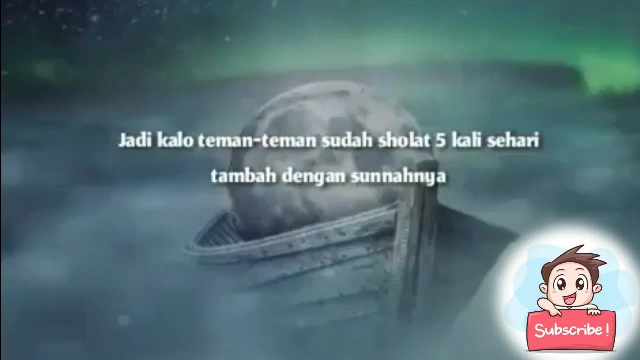 Jadi kalo teman-teman sudah sholat 5 kali sehari
tambah dengan sunnahnya
Subscribe!